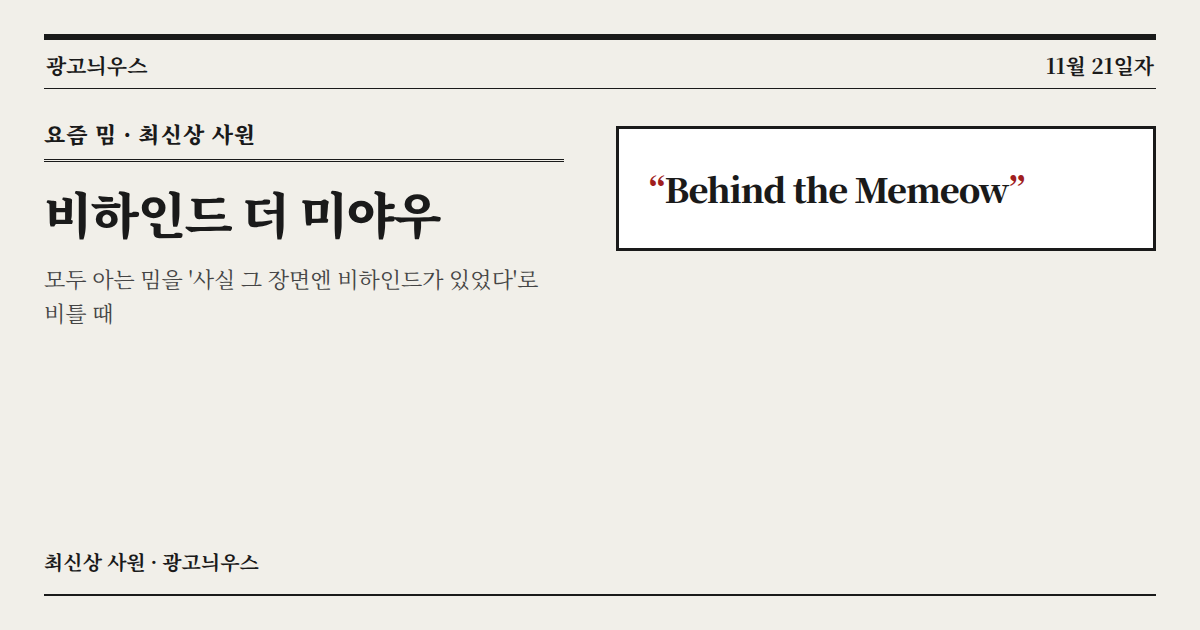 광고늬우스
11월 21일자
요즘 밈 · 최신상 사원
비하인드 더 미야우
모두 아는 밈을 '사실 그 장면엔 비하인드가 있었다'로
비틀 때
“Behind the Memeow”
최신상 사원 · 광고늬우스